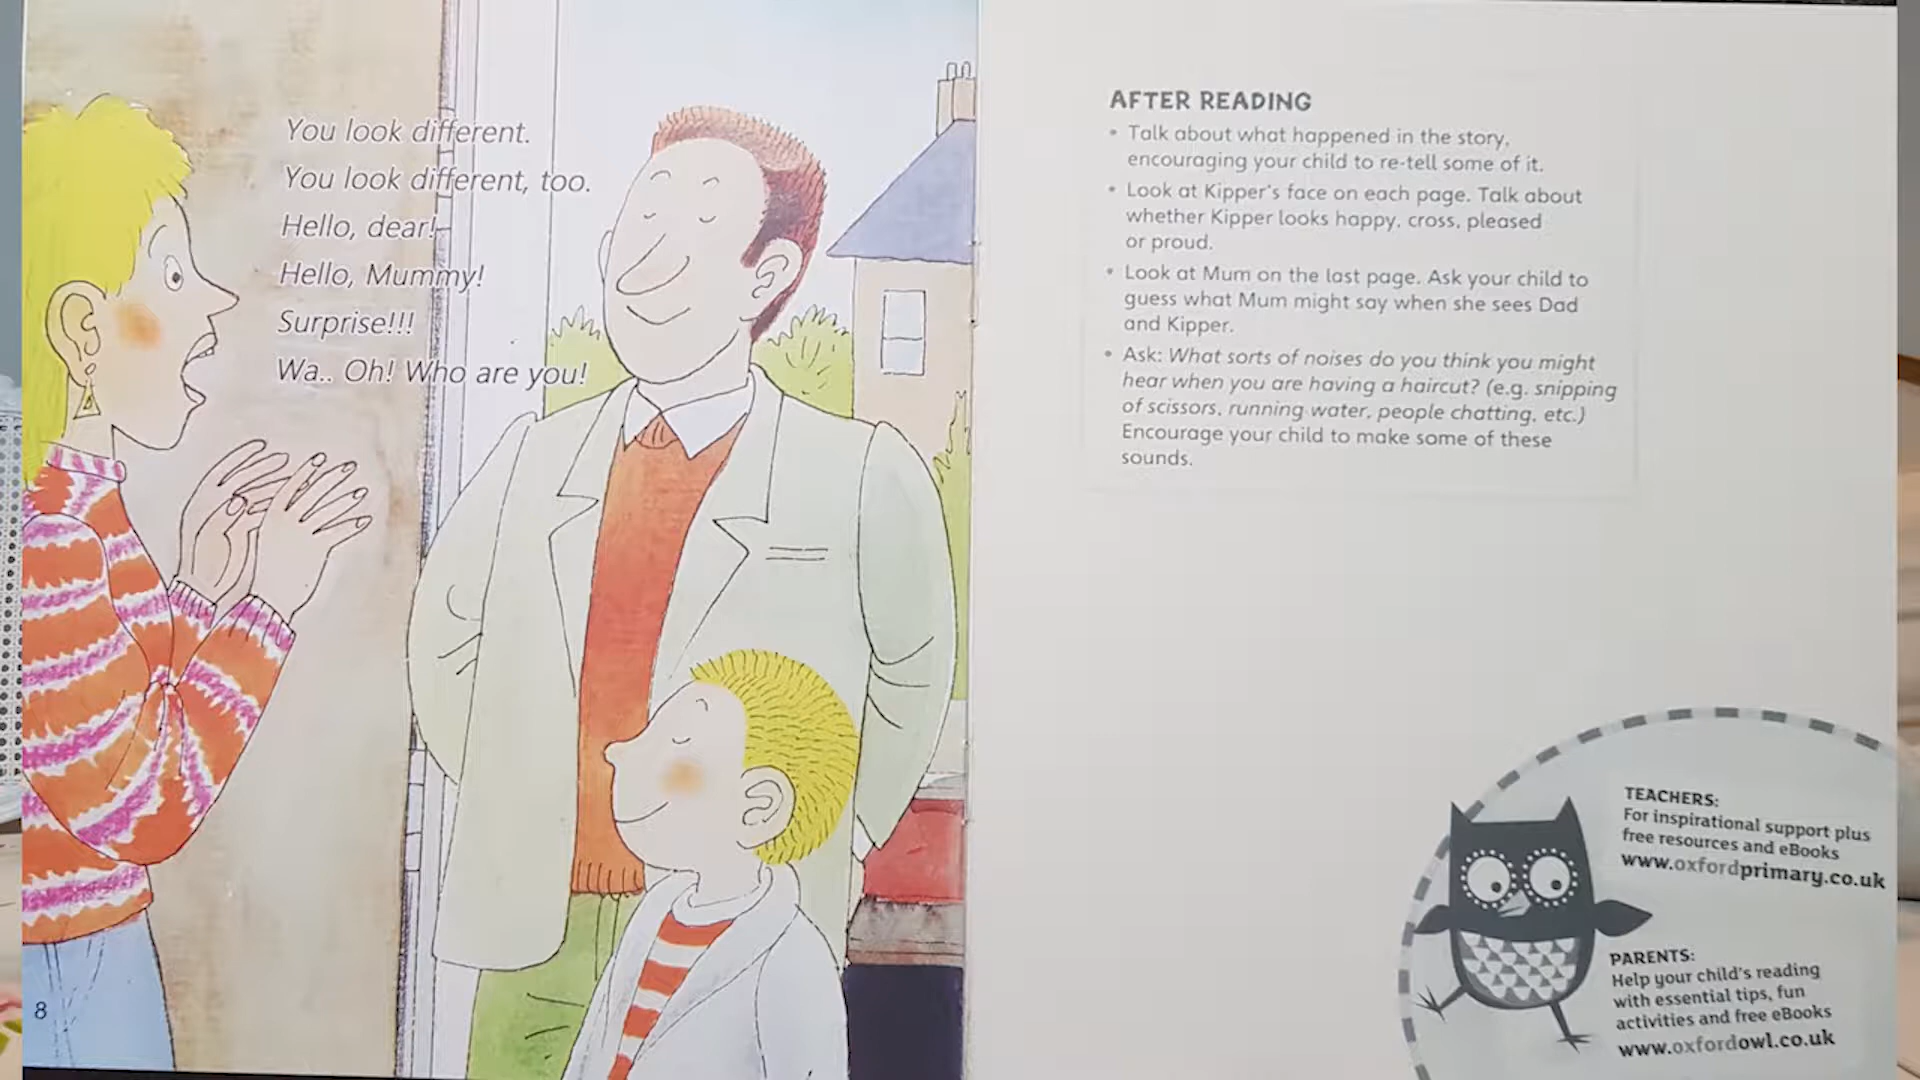 You look different.
You look different, too.
Hello, dear!
Hello, Mummy!
Surprise!!!
Wa.. Oh! Who are you!
8
AFTER READING
• Talk about what happened in the story,
encouraging your child to re-tell some of it.
• Look at Kipper's face on each page. Talk about
whether Kipper looks happy, cross, pleased
or proud.
• Look at Mum on the last page. Ask your child to
guess what Mum might say when she sees Dad
and Kipper.
• Ask: What sorts of noises do you think you might
hear when you are having a haircut? (e.g. snipping
of scissors, running water, people chatting, etc.)
Encourage your child to make some of these
sounds.
TEACHERS:
For inspirational support plus
free resources and eBooks
www.oxfordprimary.co.uk
PARENTS:
Help your child's reading
with essential tips, fun
activities and free eBooks
www.oxfordowl.co.uk